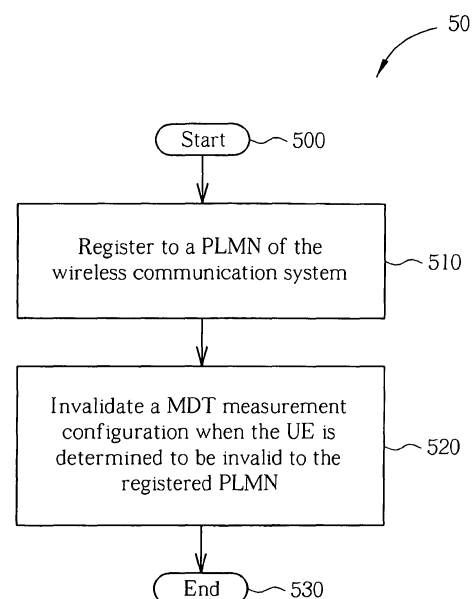 50
Start
500
Register to a PLMN of the
wireless communication system
510
Invalidate a MDT measurement
configuration when the UE is
determined to be invalid to the
registered PLMN
520
End
530